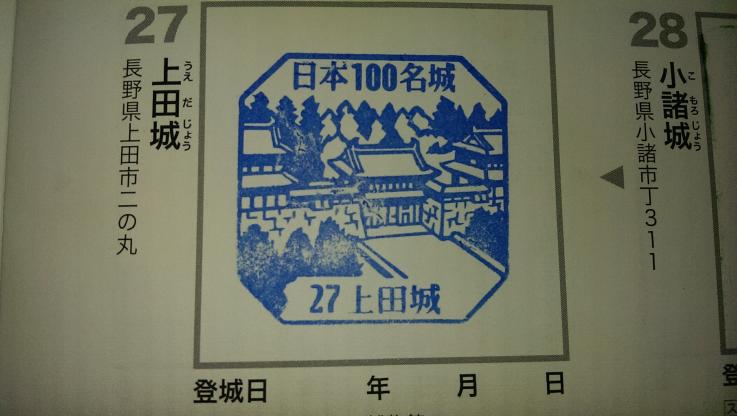 27
上田城
うえだじょう
長野県上田市二の丸
日本100名城
27 上田城
登城日 年 月 日
28
小諸城
こもろじょう
長野県小諸市丁311
◀
登